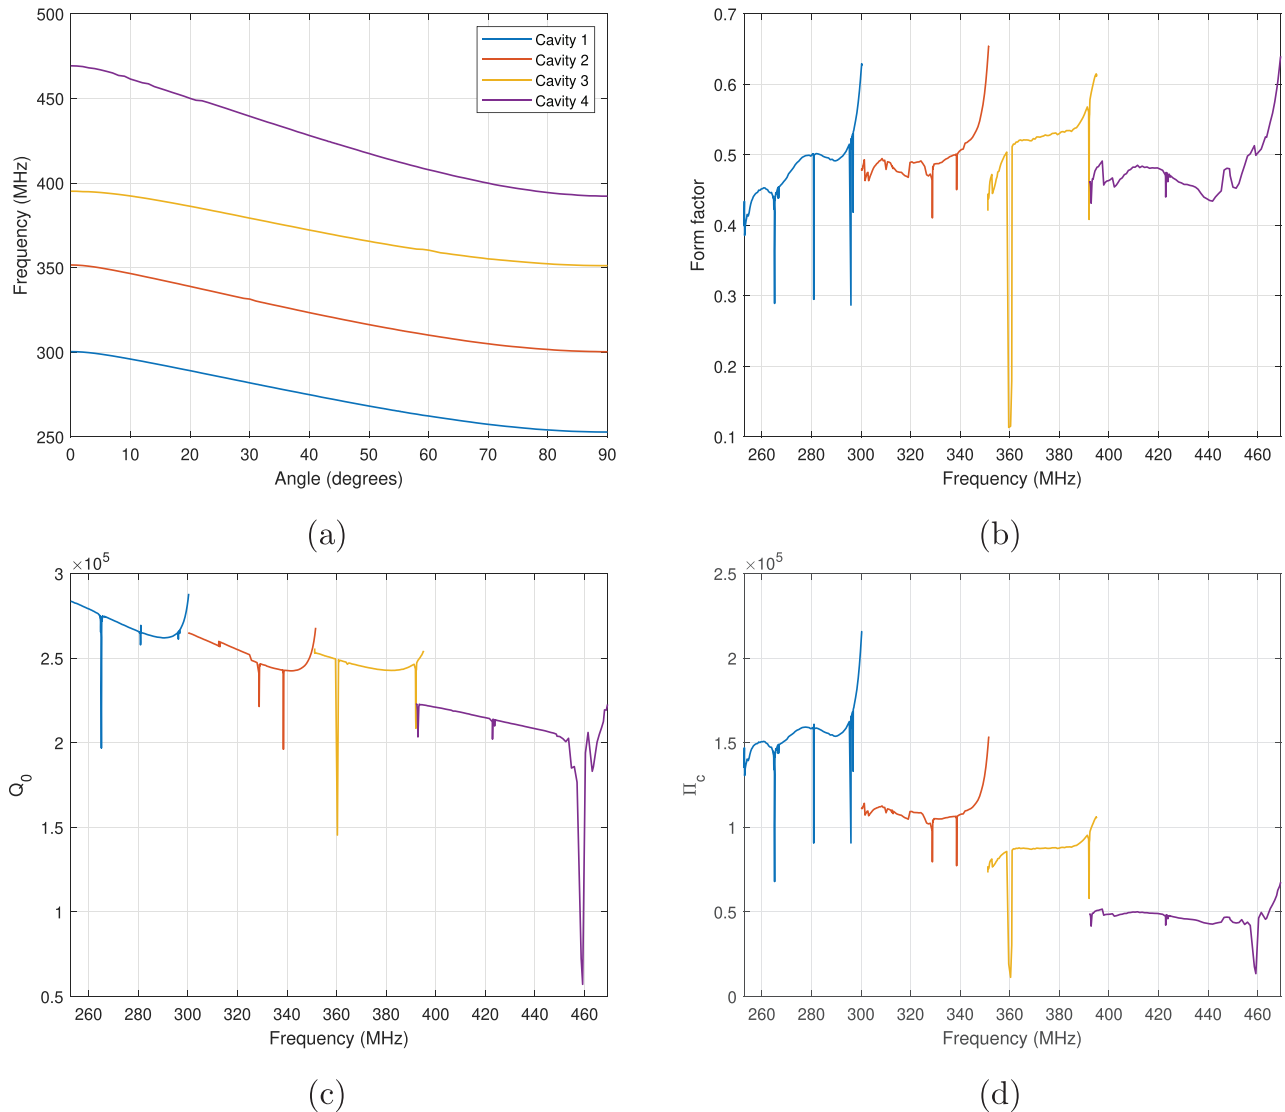 500
450
400
350
300
250
Frequency (MHz)
0 10 20 30 40 50 60 70 80 90
Angle (degrees)
Cavity 1
Cavity 2
Cavity 3
Cavity 4
(a)
0.7
0.6
0.5
0.4
0.3
0.2
0.1
Form factor
260 280 300 320 340 360 380 400 420 440 460
Frequency (MHz)
(b)
×10⁵
3
2.5
2
1.5
1
0.5
Q₀
260 280 300 320 340 360 380 400 420 440 460
Frequency (MHz)
(c)
×10⁵
2.5
2
1.5
1
0.5
0
Π_c
260 280 300 320 340 360 380 400 420 440 460
Frequency (MHz)
(d)